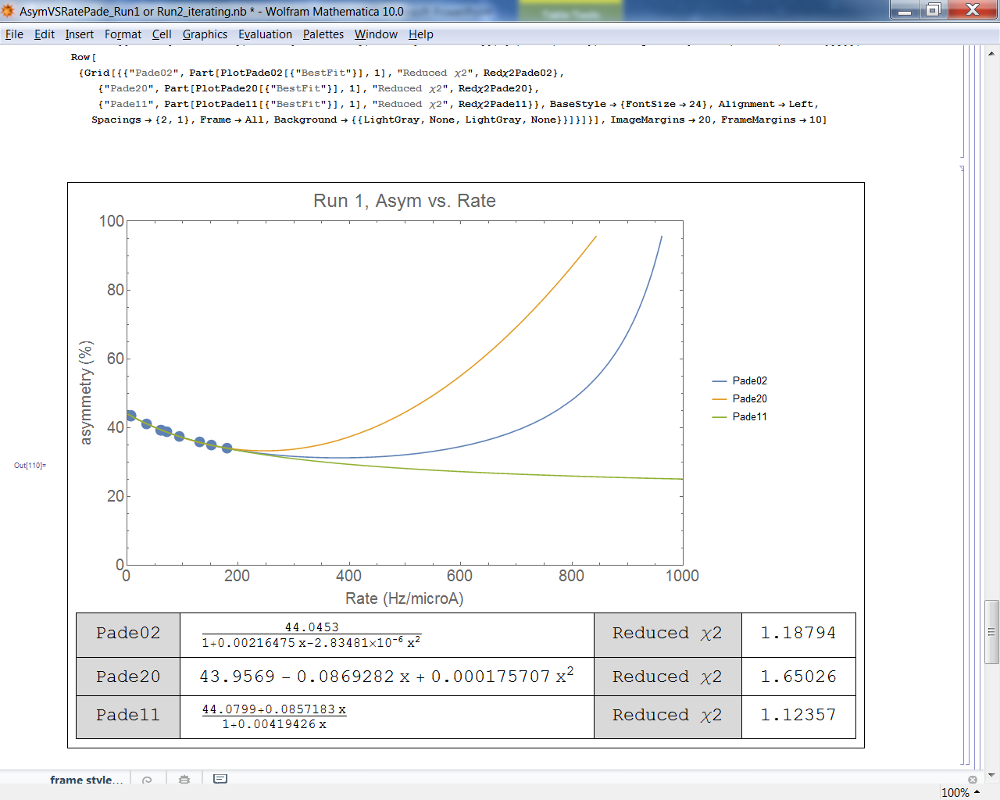 AsymVSRatePade_Run1 or Run2_iterating.nb * - Wolfram Mathematica 10.0
File Edit Insert Format Cell Graphics Evaluation Palettes Window Help
Row[
{Grid[{{"Pade02", Part[PlotPade02[{"BestFit"}], 1], "Reduced χ2", Redχ2Pade02},
{"Pade20", Part[PlotPade20[{"BestFit"}], 1], "Reduced χ2", Redχ2Pade20},
{"Pade11", Part[PlotPade11[{"BestFit"}], 1], "Reduced χ2", Redχ2Pade11}}, BaseStyle → {FontSize → 24}, Alignment → Left,
Spacings → {2, 1}, Frame → All, Background → {{LightGray, None, LightGray, None}}]}]}], ImageMargins → 20, FrameMargins → 10]
Out[110]=
Run 1, Asym vs. Rate
100
80
60
40
20
0
asymmetry (%)
0 200 400 600 800 1000
Rate (Hz/microA)
Pade02
Pade20
Pade11
Pade02 44.0453 / 1+0.00216475 x-2.83481×10^-6 x^2 Reduced χ2 1.18794
Pade20 43.9569 - 0.0869282 x + 0.000175707 x^2 Reduced χ2 1.65026
Pade11 44.0799+0.0857183 x / 1+0.00419426 x Reduced χ2 1.12357
frame style...
100%